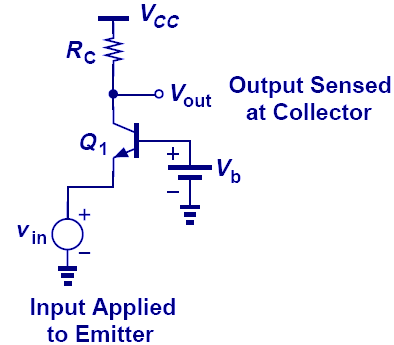 VCC
RC
Vout
Output Sensed
at Collector
Q1
+
Vb
−
vin
+
−
Input Applied
to Emitter